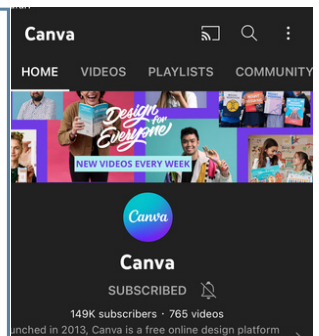 Canva
HOME VIDEOS PLAYLISTS COMMUNITY
Design
for
Everyone
NEW VIDEOS EVERY WEEK
Canva
Canva
SUBSCRIBED
149K subscribers · 765 videos
unched in 2013, Canva is a free online design platform